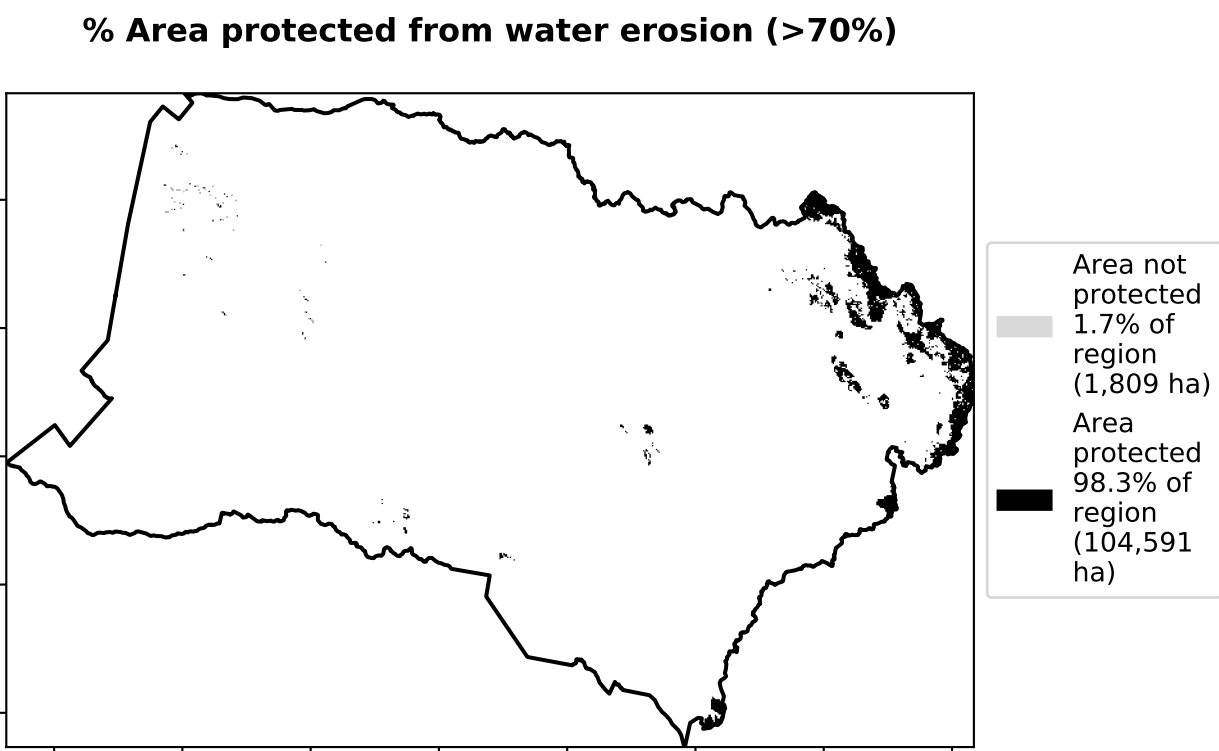 % Area protected from water erosion (>70%)
Area not
protected
1.7% of
region
(1,809 ha)
Area
protected
98.3% of
region
(104,591
ha)